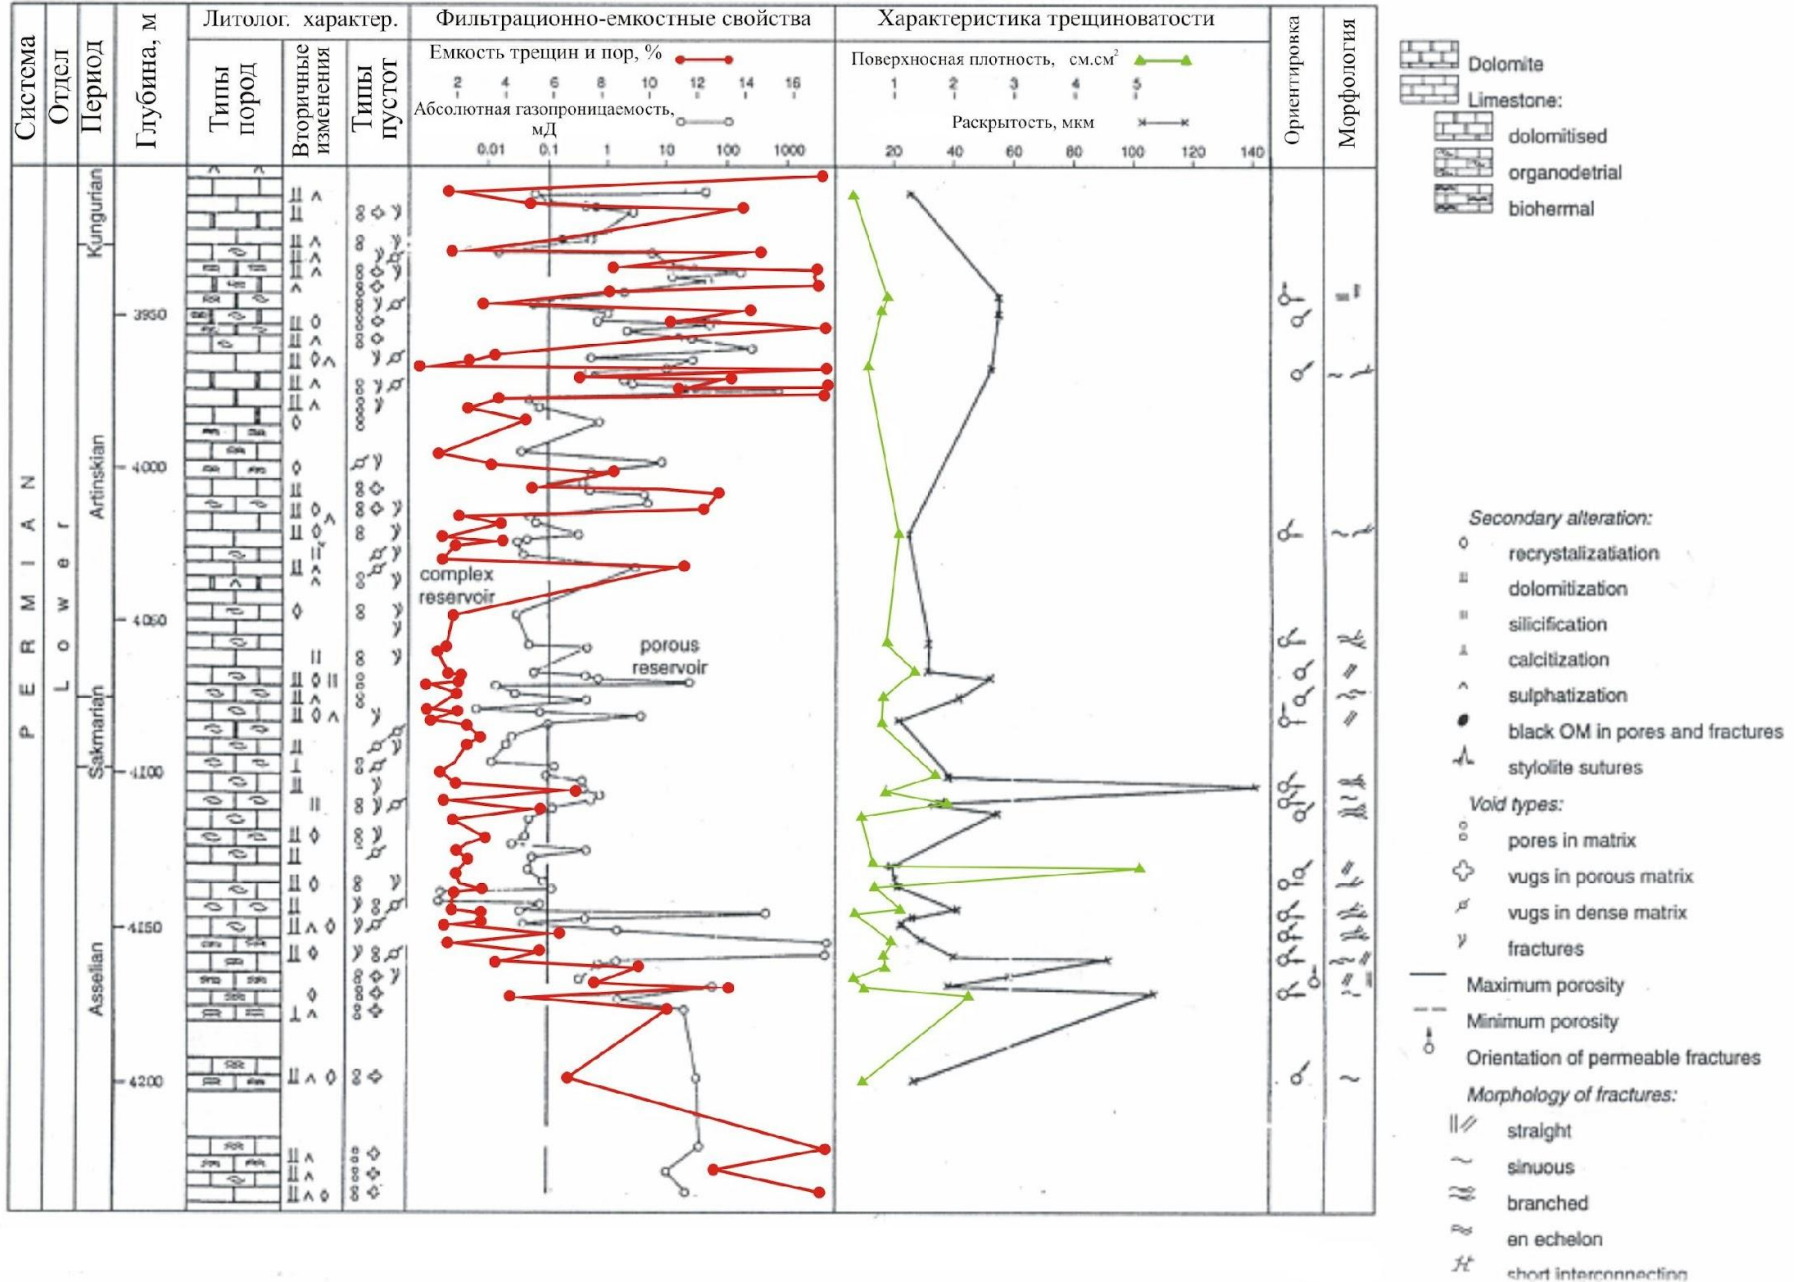 Система
Отдел
Период
Глубина, м
Литолог. характер.
Типы
пород
Вторичные
изменения
Типы
пустот
Фильтрационно-емкостные свойства
Емкость трещин и пор, %
2 4 6 8 10 12 14 16
Абсолютная газопроницаемость,
мД
0.01 0.1 1 10 100 1000
Характеристика трещиноватости
Поверхносная плотность, см.см²
1 2 3 4 5
Раскрытость, мкм
20 40 60 80 100 120 140
Ориентировка
Морфология
PERMIAN
Lower
Kungurian
Artinskian
Sakmarian
Asselian
3950
4000
4050
4100
4150
4200
complex
reservoir
porous
reservoir
Dolomite
Limestone:
dolomitised
organodetrial
biohermal
Secondary alteration:
recrystalizatiation
dolomitization
silicification
calcitization
sulphatization
black OM in pores and fractures
stylolite sutures
Void types:
pores in matrix
vugs in porous matrix
vugs in dense matrix
fractures
Maximum porosity
Minimum porosity
Orientation of permeable fractures
Morphology of fractures:
straight
sinuous
branched
en echelon
short interconnecting